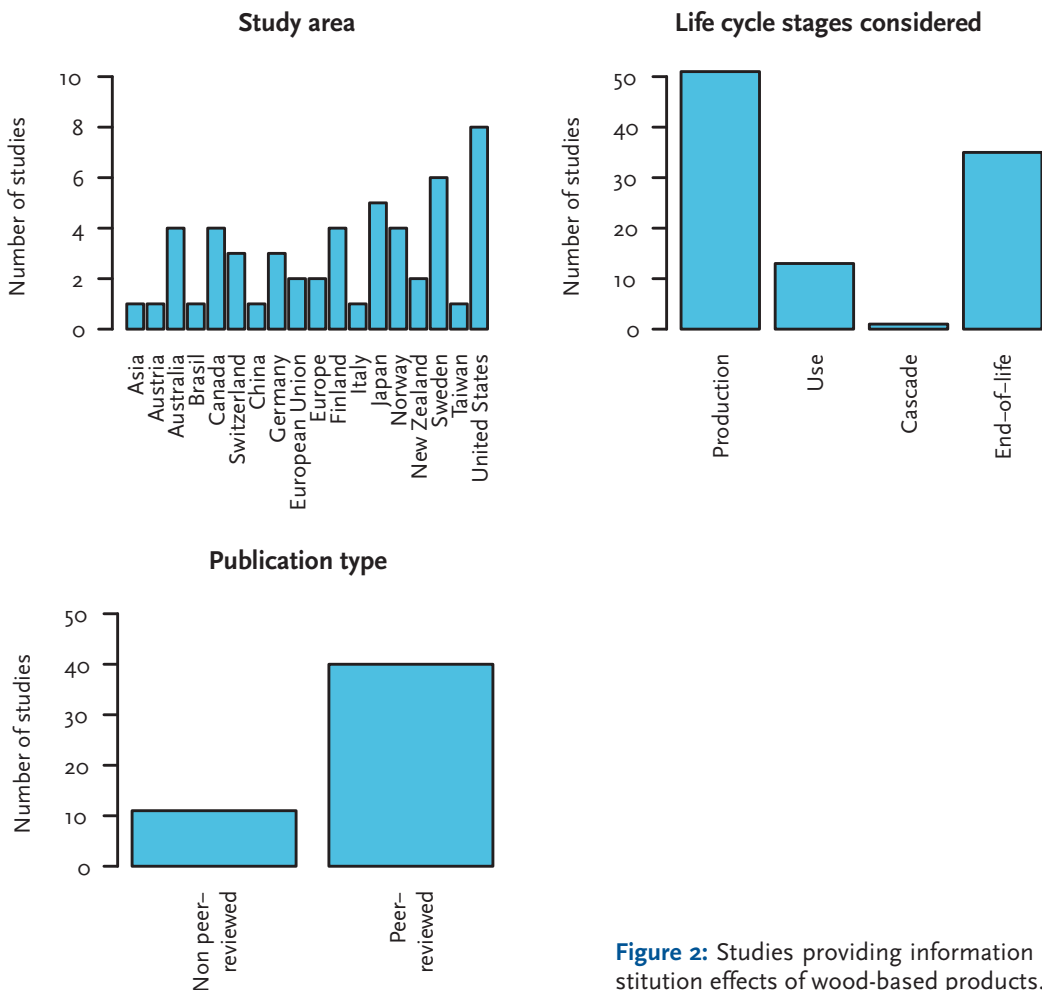 Study area
Number of studies
10
8
6
4
2
0
Asia
Austria
Australia
Brasil
Canada
Switzerland
China
Germany
European Union
Europe
Finland
Italy
Japan
Norway
New Zealand
Sweden
Taiwan
United States
Life cycle stages considered
Number of studies
50
40
30
20
10
0
Production
Use
Cascade
End-of-life
Publication type
Number of studies
50
40
30
20
10
0
Non peer-
reviewed
Peer-
reviewed
Figure 2: Studies providing information
stitution effects of wood-based products.